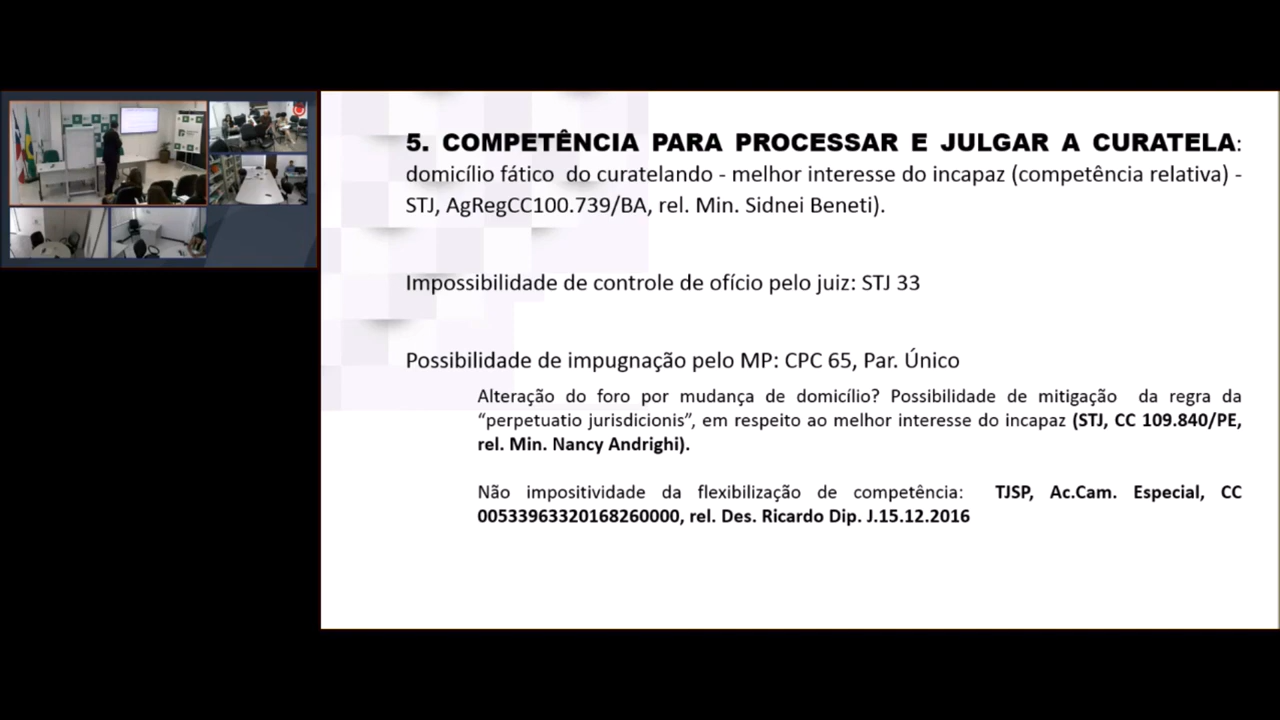 5. COMPETÊNCIA PARA PROCESSAR E JULGAR A CURATELA:
domicílio fático do curatelando - melhor interesse do incapaz (competência relativa) -
STJ, AgRegCC100.739/BA, rel. Min. Sidnei Beneti).
Impossibilidade de controle de ofício pelo juiz: STJ 33
Possibilidade de impugnação pelo MP: CPC 65, Par. Único
Alteração do foro por mudança de domicílio? Possibilidade de mitigação da regra da
“perpetuatio jurisdicionis”, em respeito ao melhor interesse do incapaz (STJ, CC 109.840/PE,
rel. Min. Nancy Andrighi).
Não impositividade da flexibilização de competência: TJSP, Ac.Cam. Especial, CC
00533963320168260000, rel. Des. Ricardo Dip. J.15.12.2016